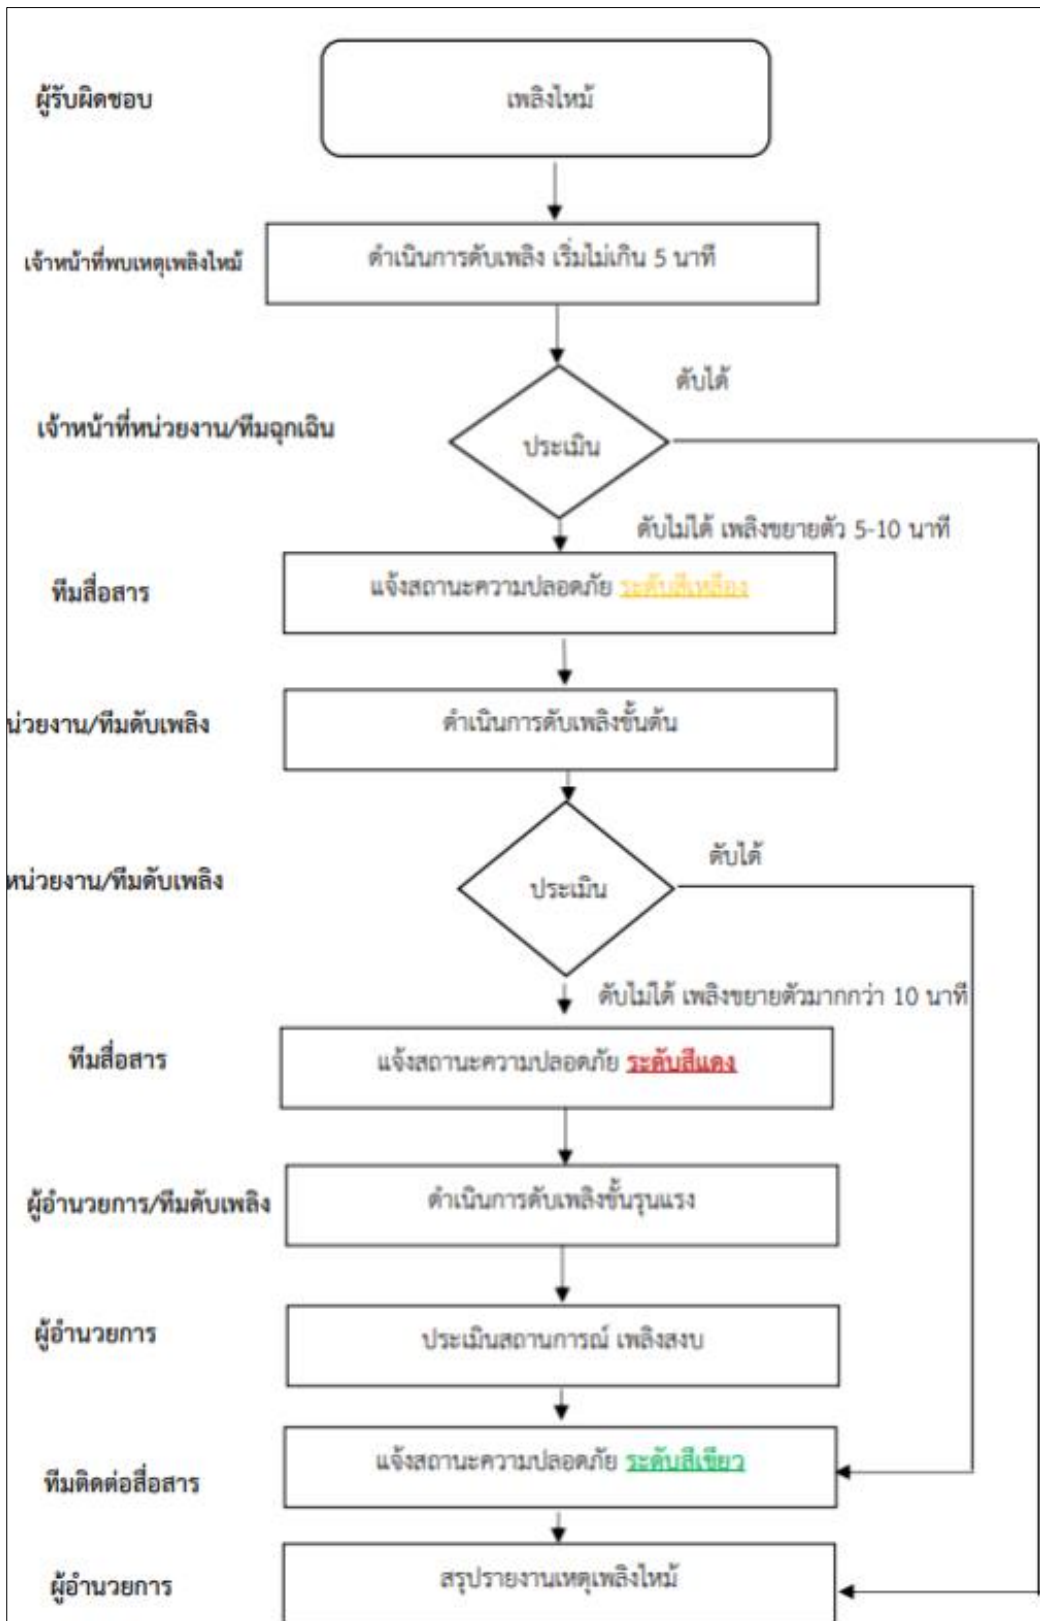 ผู้รับผิดชอบ
เพลิงไหม้
เจ้าหน้าที่พบเหตุเพลิงไหม้
ดำเนินการดับเพลิง เริ่มไม่เกิน 5 นาที
ดับได้
เจ้าหน้าที่หน่วยงาน/ทีมฉุกเฉิน
ประเมิน
ดับไม่ได้ เพลิงขยายตัว 5-10 นาที
ทีมสื่อสาร
แจ้งสถานะความปลอดภัย ระดับสีเหลือง
น่วยงาน/ทีมดับเพลิง
ดำเนินการดับเพลิงขั้นต้น
ดับได้
หน่วยงาน/ทีมดับเพลิง
ประเมิน
ดับไม่ได้ เพลิงขยายตัวมากกว่า 10 นาที
ทีมสื่อสาร
แจ้งสถานะความปลอดภัย ระดับสีแดง
ผู้อำนวยการ/ทีมดับเพลิง
ดำเนินการดับเพลิงขั้นรุนแรง
ผู้อำนวยการ
ประเมินสถานการณ์ เพลิงสงบ
ทีมติดต่อสื่อสาร
แจ้งสถานะความปลอดภัย ระดับสีเขียว
ผู้อำนวยการ
สรุปรายงานเหตุเพลิงไหม้